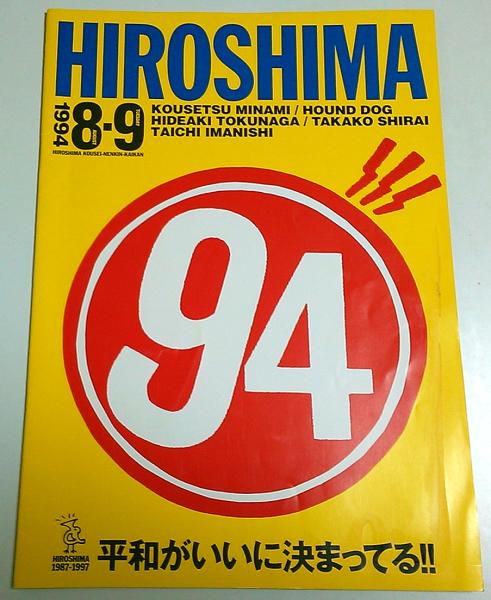 HIROSHIMA
1994 8·9
KOUSETSU MINAMI / HOUND DOG
HIDEAKI TOKUNAGA / TAKAKO SHIRAI
TAICHI IMANISHI
HIROSHIMA KOUSEI-NENKIN-KAIKAN
94
HIROSHIMA
1987-1997
平和がいいに決まってる!!